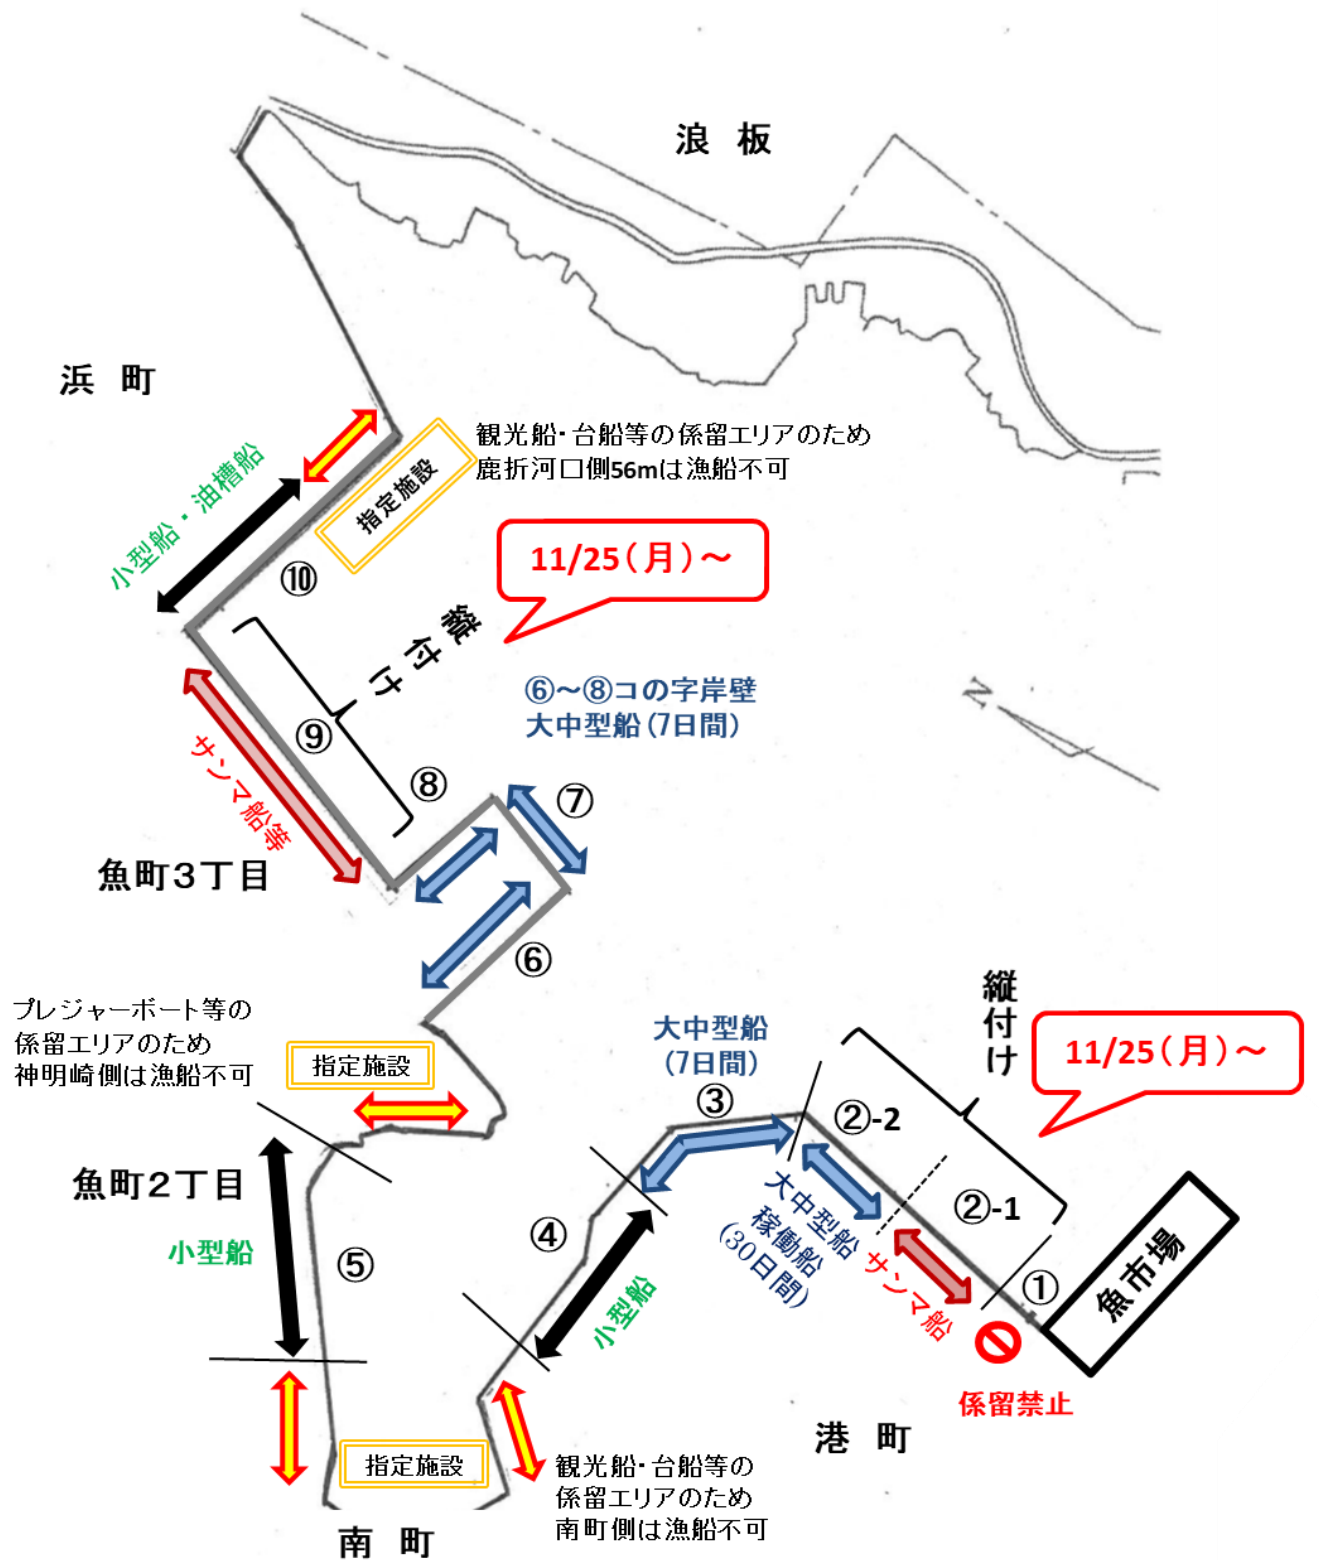 浪 板
浜 町
観光船・台船等の係留エリアのため
鹿折河口側56mは漁船不可
指定施設
小型船・油槽船
⑩
11/25(月)～
縦付け
⑥～⑧コの字岸壁
大中型船(7日間)
N
⑨
サンマ船等
⑧
⑦
魚町3丁目
⑥
プレジャーボート等の
係留エリアのため
神明崎側は漁船不可
指定施設
大中型船
(7日間)
③
縦付け
11/25(月)～
②-2
②-1
魚町2丁目
小型船
⑤
④
小型船
大中型船
稼働船
(30日間)
サンマ船
①
魚市場
係留禁止
港 町
指定施設
観光船・台船等の
係留エリアのため
南町側は漁船不可
南 町